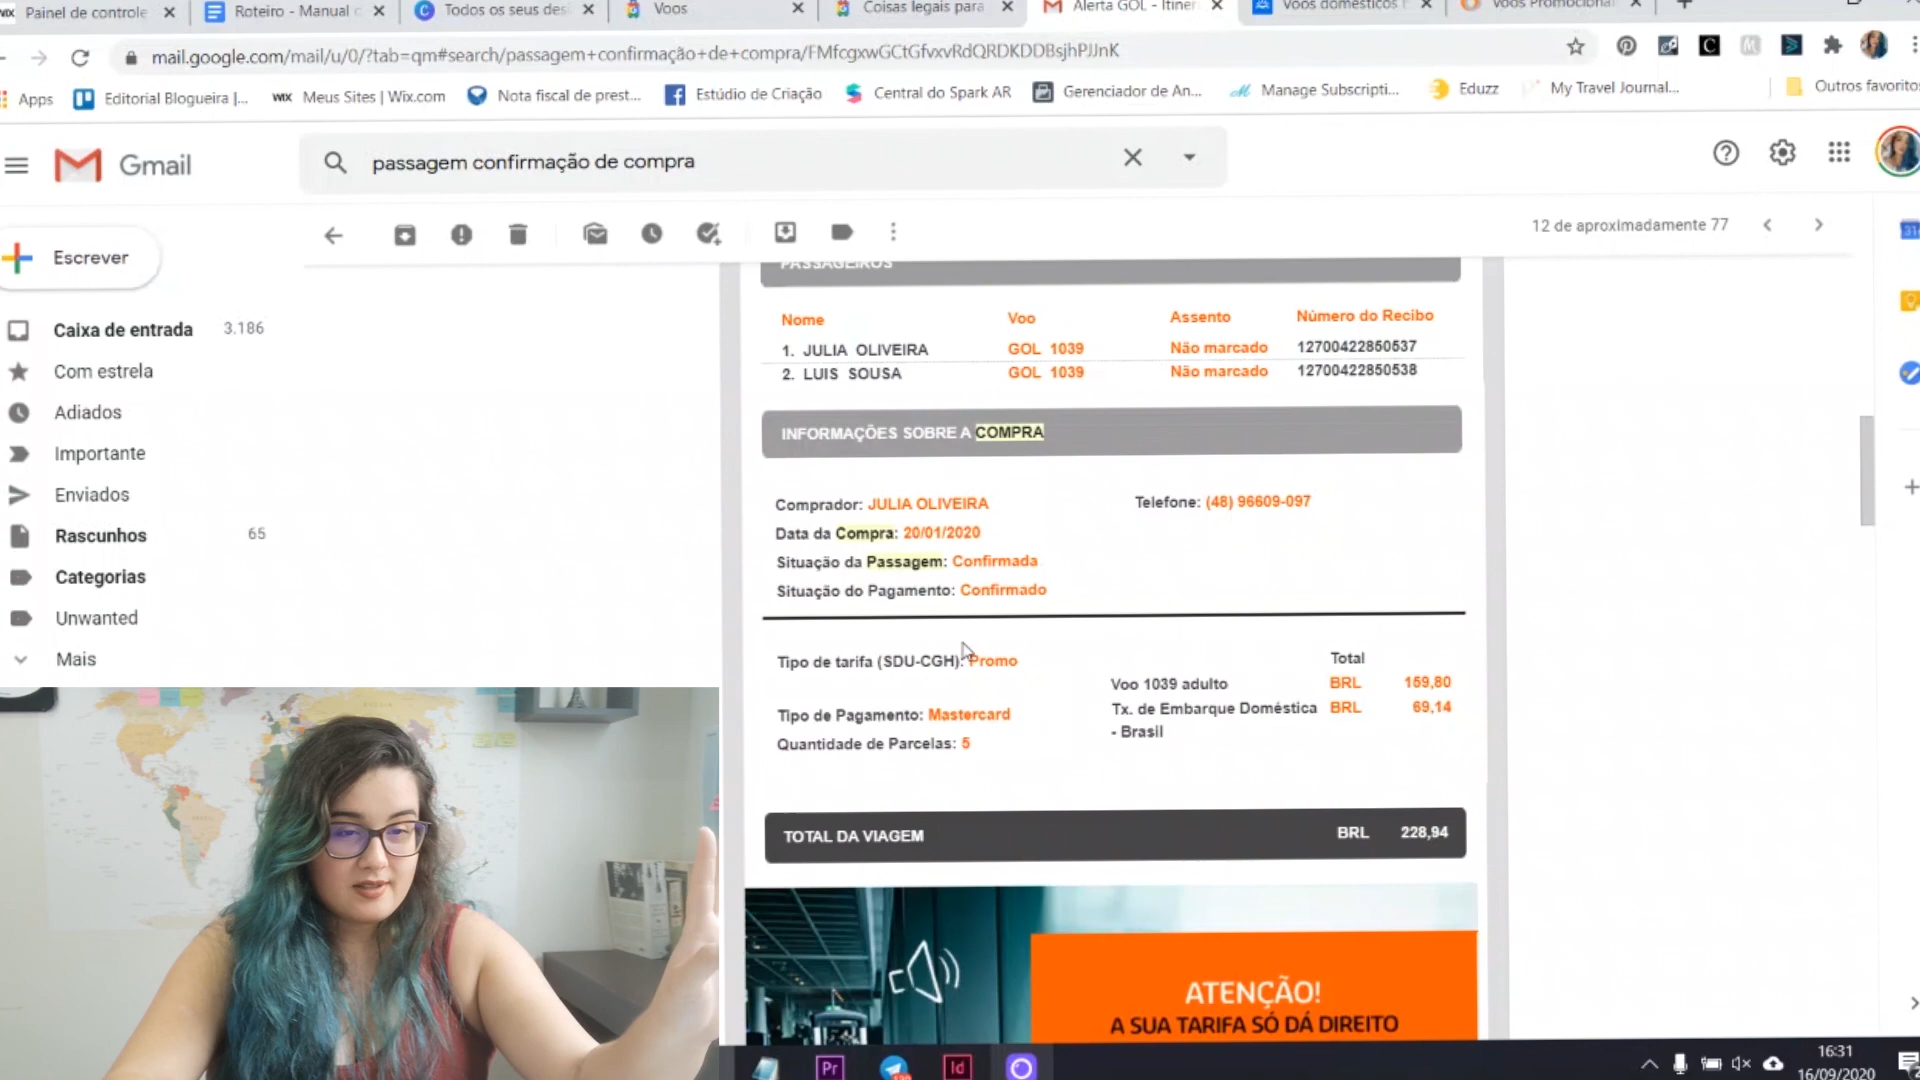 WIX Painel de controle
Roteiro - Manual
Todos os seus des
Voos
Coisas legais para
Alerta GOL - Itiner
Voos domésticos
Voos Promocional
mail.google.com/mail/u/0/?tab=qm#search/passagem+confirmação+de+compra/FMfcgxwGCtGfvxvRdQRDKDDBsjhPJJnK
Apps
Editorial Blogueira |...
WIX Meus Sites | Wix.com
Nota fiscal de prest...
Estúdio de Criação
Central do Spark AR
Gerenciador de An...
Manage Subscripti...
Eduzz
My Travel Journal...
Outros favoritos
Gmail
passagem confirmação de compra
12 de aproximadamente 77
Escrever
Caixa de entrada 3.186
Com estrela
Adiados
Importante
Enviados
Rascunhos 65
Categorias
Unwanted
Mais
PASSAGEIROS
Nome Voo Assento Número do Recibo
1. JULIA OLIVEIRA GOL 1039 Não marcado 12700422850537
2. LUIS SOUSA GOL 1039 Não marcado 12700422850538
INFORMAÇÕES SOBRE A COMPRA
Comprador: JULIA OLIVEIRA Telefone: (48) 96609-097
Data da Compra: 20/01/2020
Situação da Passagem: Confirmada
Situação do Pagamento: Confirmado
Tipo de tarifa (SDU-CGH): Promo
Total
Voo 1039 adulto BRL 159,80
Tx. de Embarque Doméstica BRL 69,14
- Brasil
Tipo de Pagamento: Mastercard
Quantidade de Parcelas: 5
TOTAL DA VIAGEM BRL 228,94
ATENÇÃO!
A SUA TARIFA SÓ DÁ DIREITO
BRASIL
Pr
Id
16:31
16/09/2020